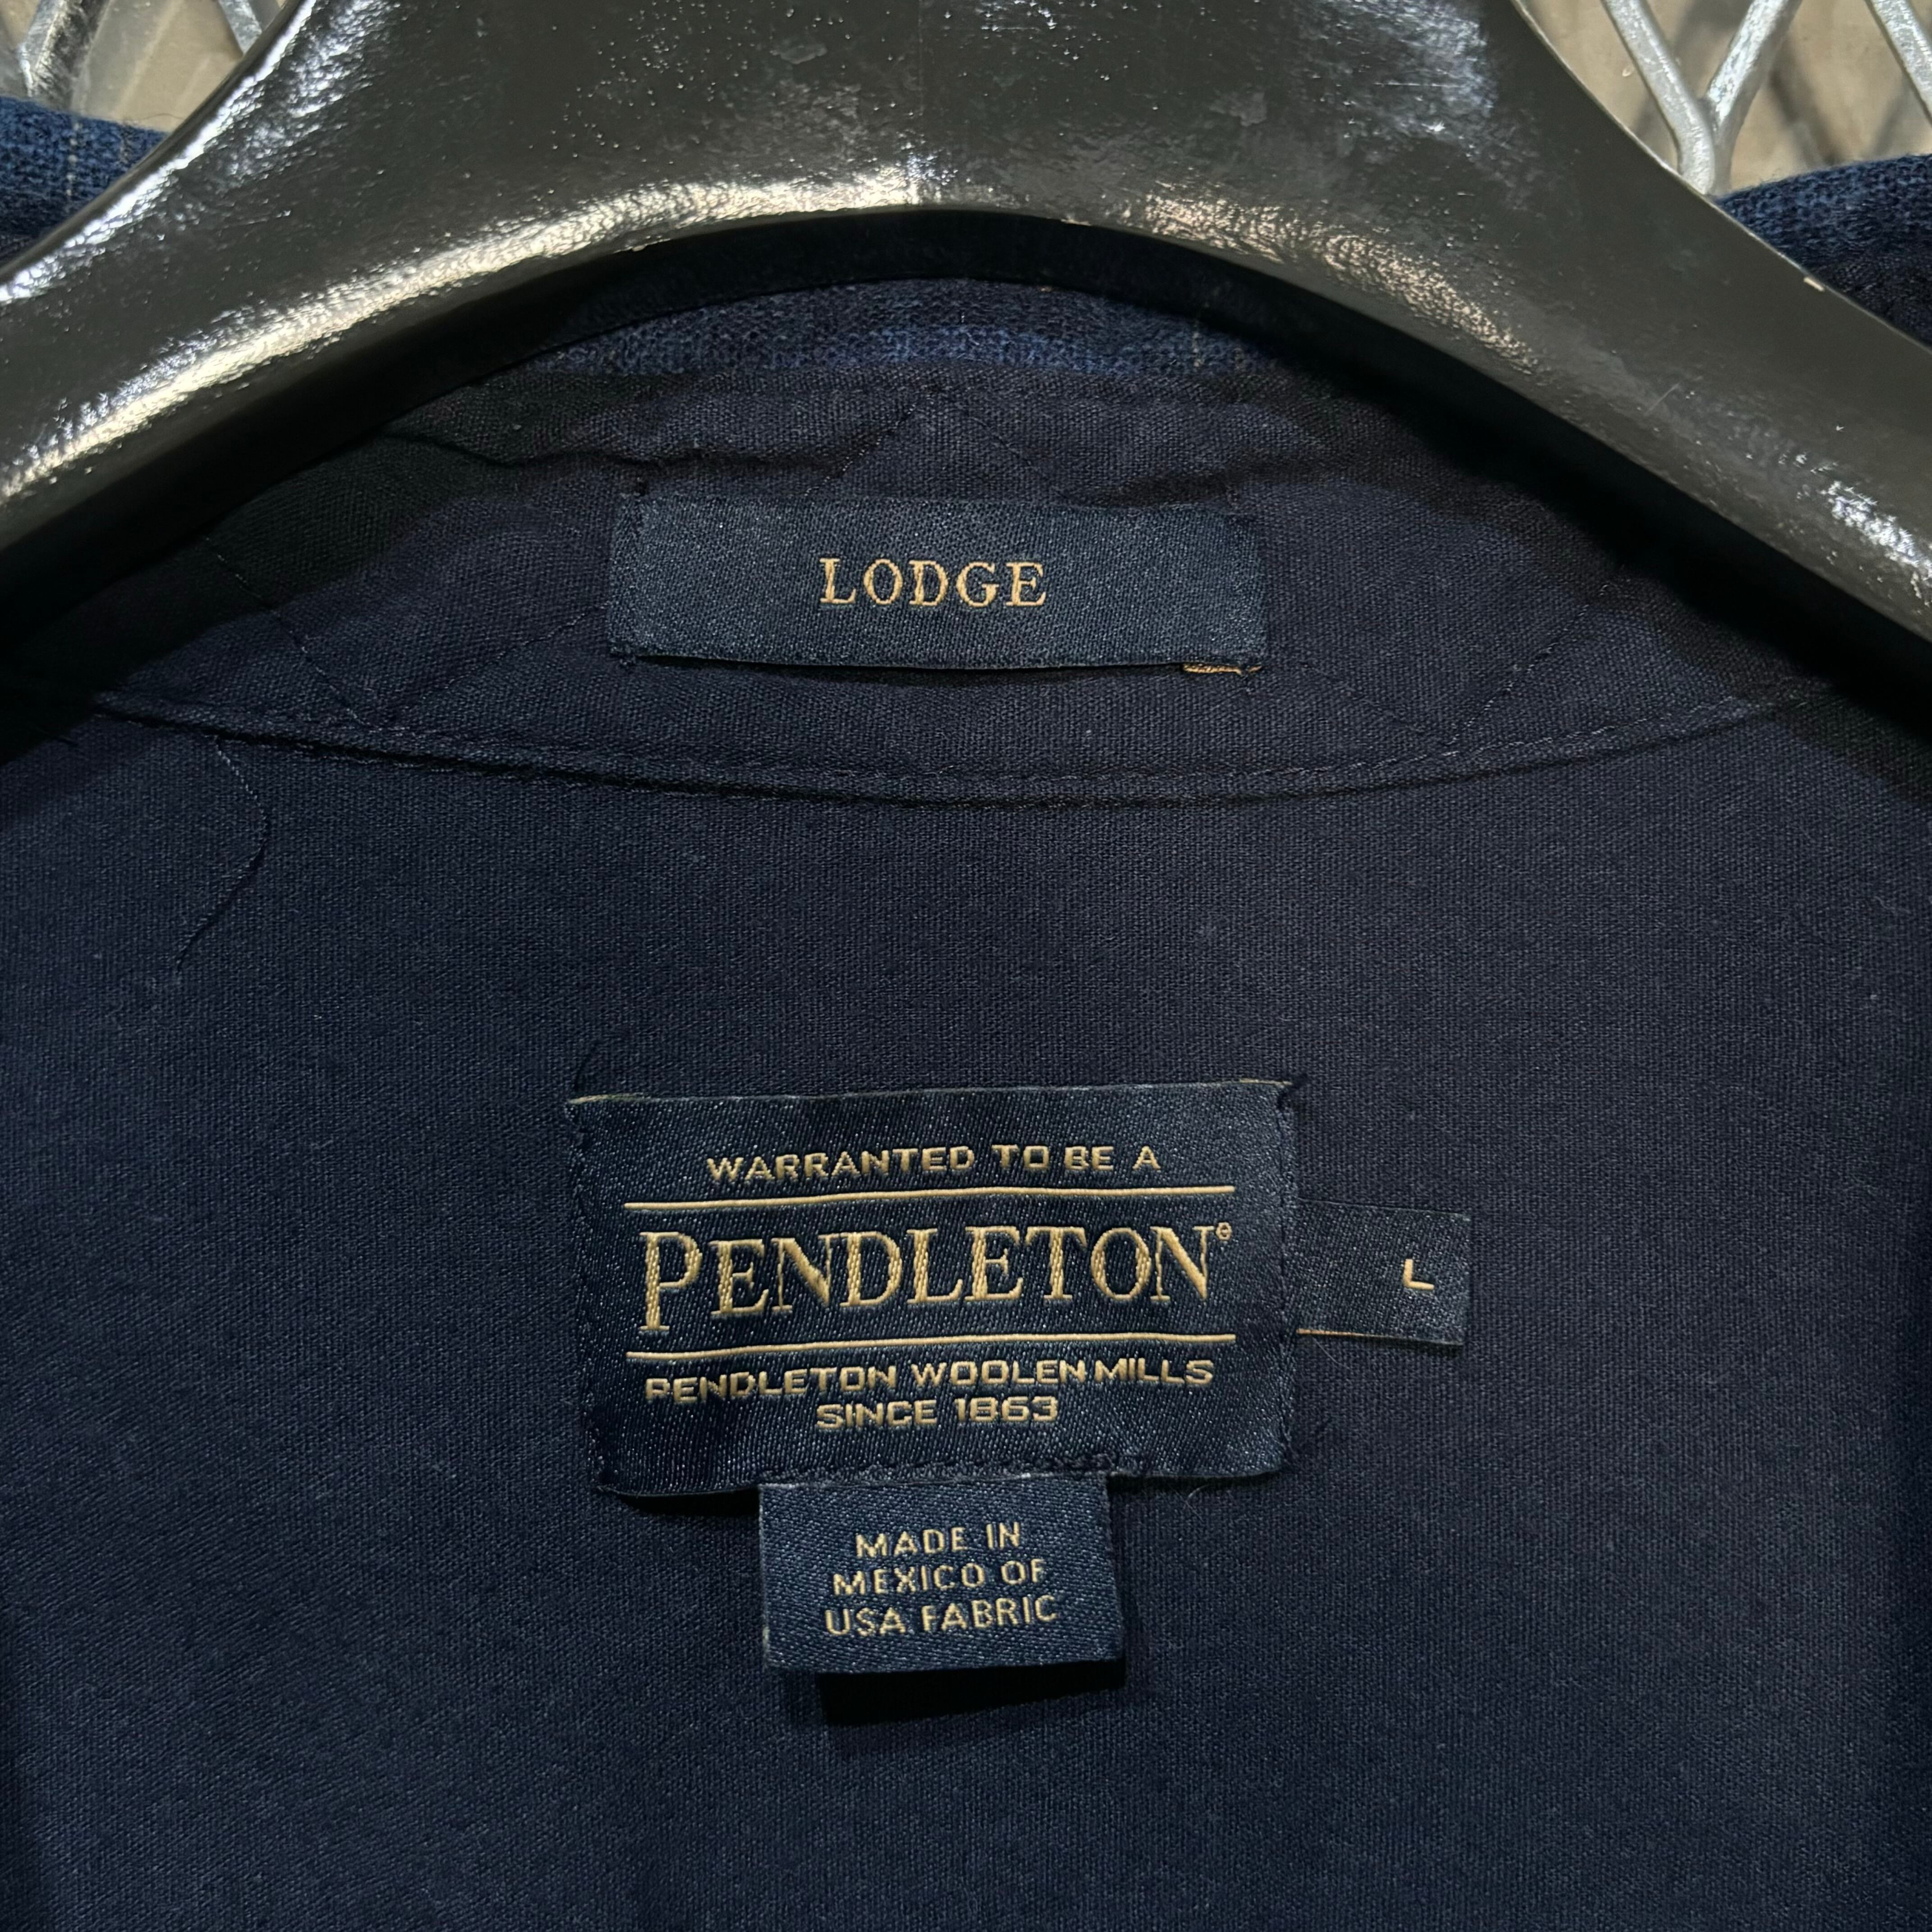 LODGE
WARRANTED TO BE A
PENDLETON®
L
PENDLETON WOOLEN MILLS
SINCE 1863
MADE IN
MEXICO OF
USA FABRIC